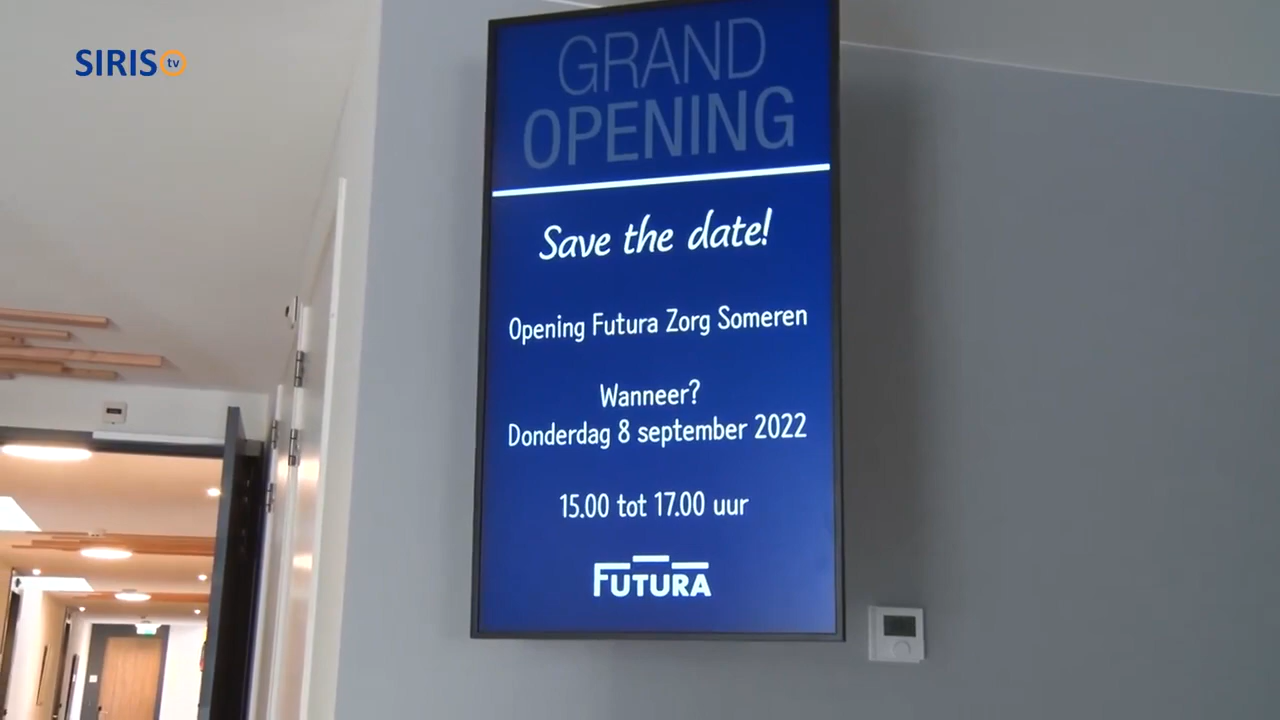 SIRIS tv
GRAND
OPENING
Save the date!
Opening Futura Zorg Someren
Wanneer?
Donderdag 8 september 2022
15.00 tot 17.00 uur
FUTURA